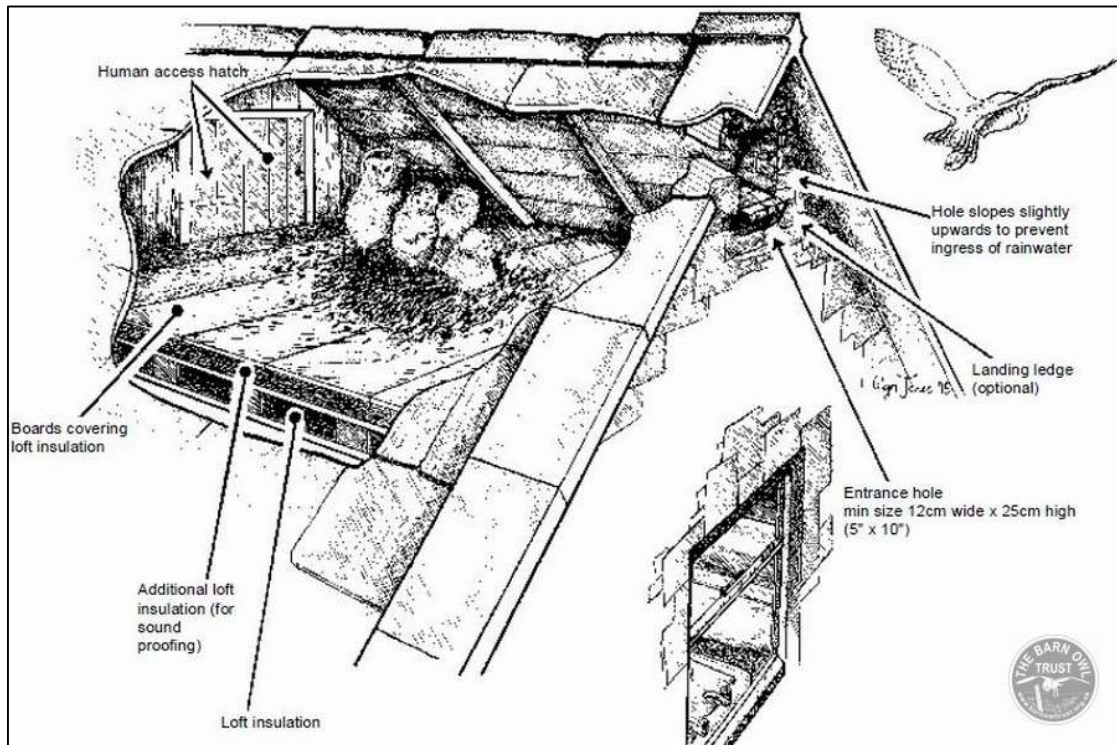 Human access hatch
Hole slopes slightly
upwards to prevent
ingress of rainwater
Landing ledge
(optional)
Boards covering
loft insulation
Entrance hole
min size 12cm wide x 25cm high
(5" x 10")
Additional loft
insulation (for
sound
proofing)
Loft insulation
THE BARN OWL
TRUST